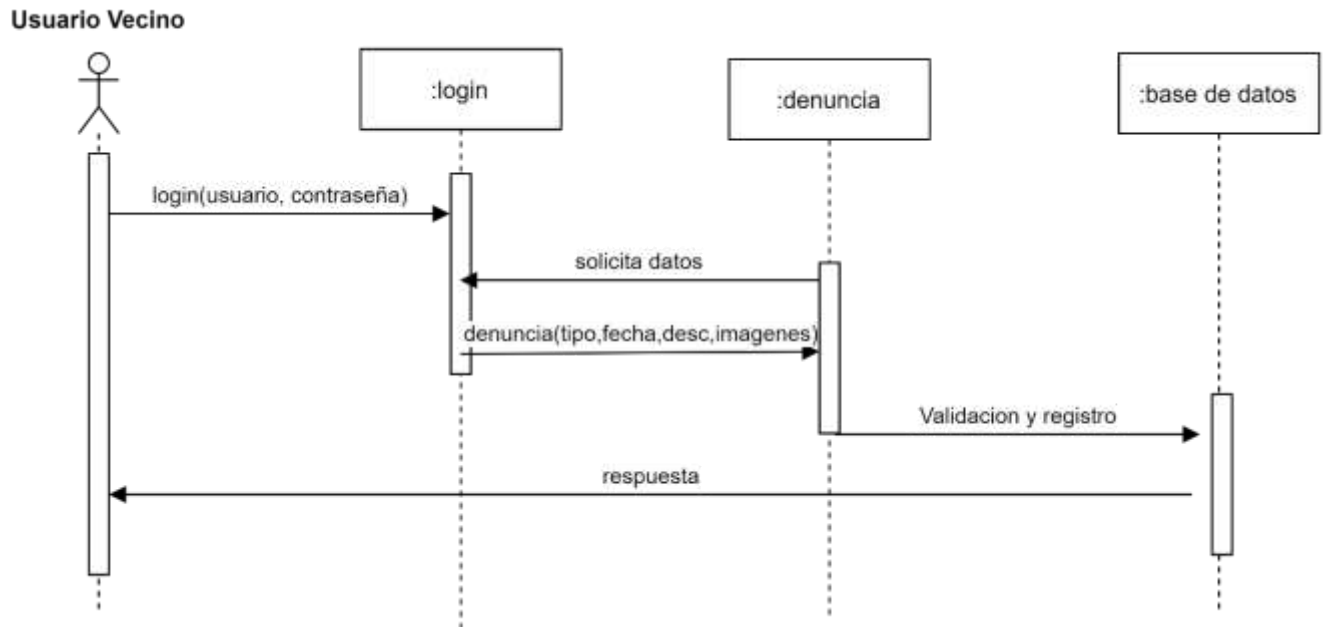 Usuario Vecino
:login
:denuncia
:base de datos
login(usuario, contraseña)
solicita datos
denuncia(tipo,fecha,desc,imagenes)
Validacion y registro
respuesta